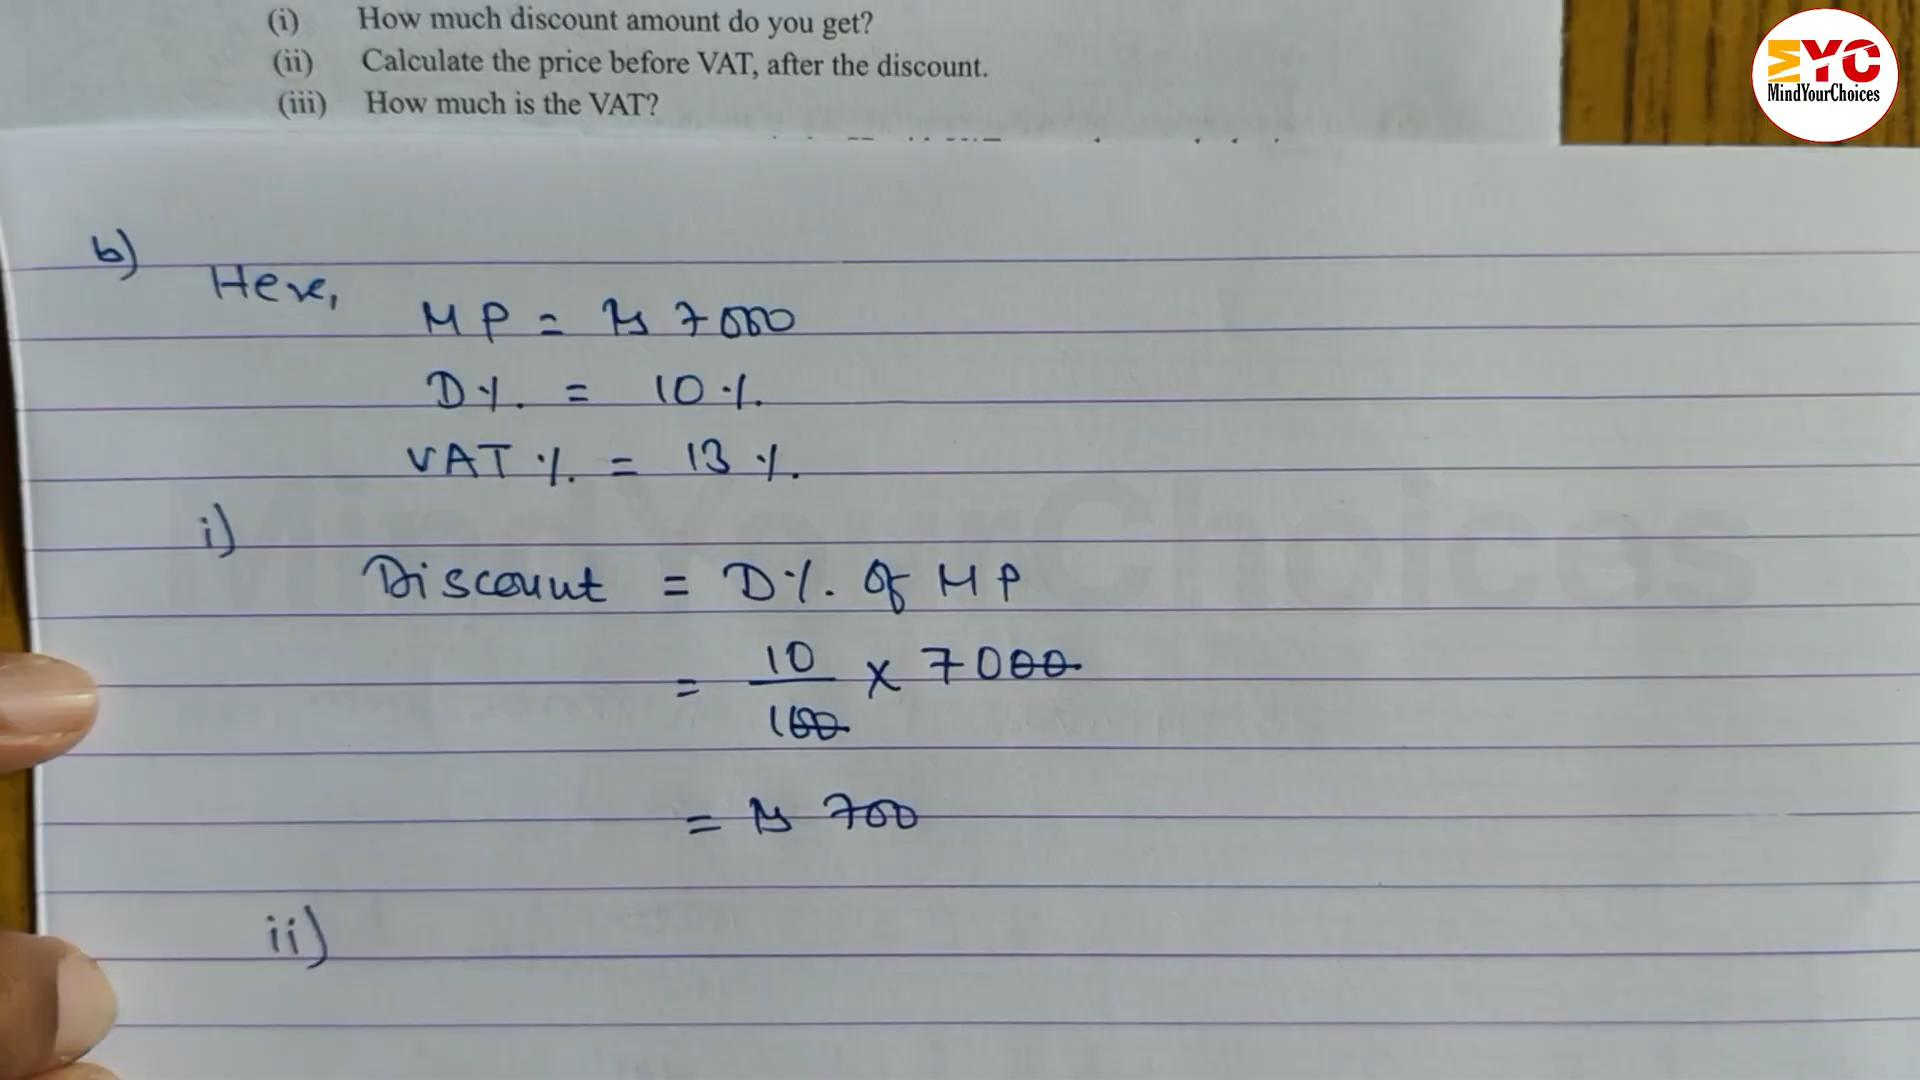 (i) How much discount amount do you get?
(ii) Calculate the price before VAT, after the discount.
(iii) How much is the VAT?
MYC
MindYourChoices
b)
Here,
MP = Rs 7000
D% = 10 %
VAT % = 13 %
MindYourChoices
i)
Discount = D% of MP
= 10/100 × 7000
= Rs 700
ii)